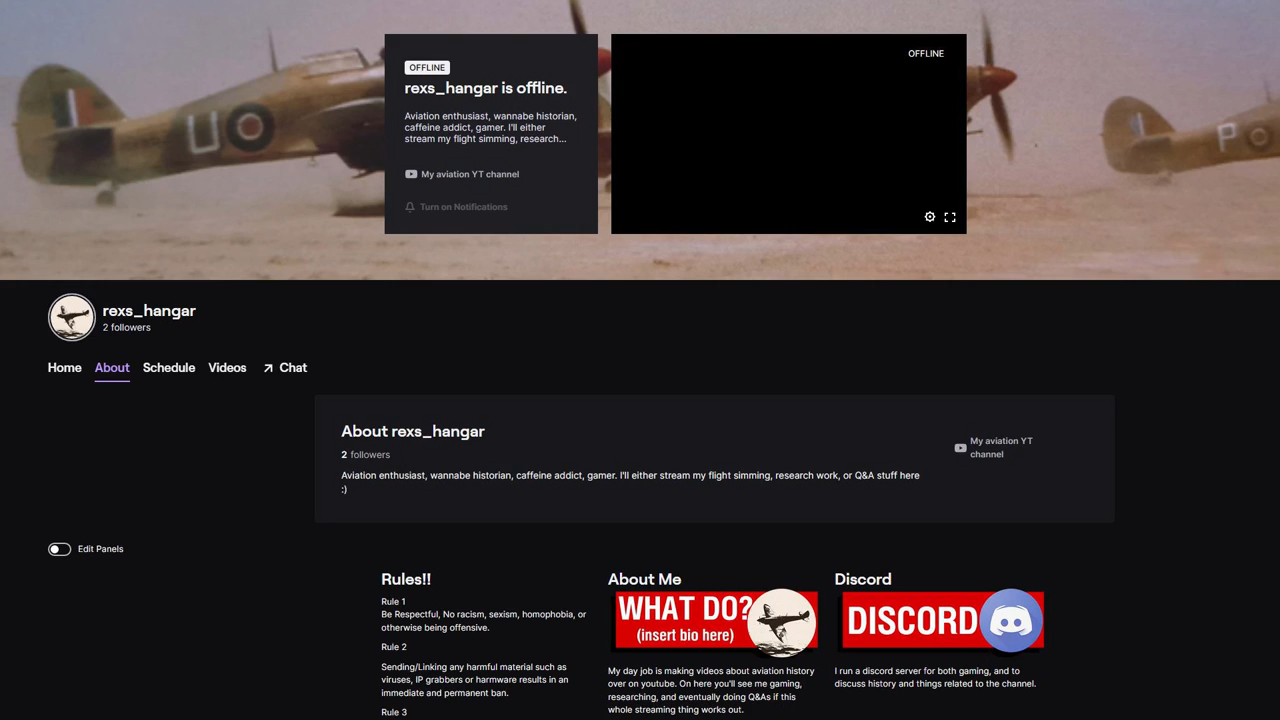 OFFLINE
rexs_hangar is offline.
Aviation enthusiast, wannabe historian,
caffeine addict, gamer. I'll either
stream my flight simming, research...
My aviation YT channel
Turn on Notifications
OFFLINE
U
P
rexs_hangar
2 followers
Home About Schedule Videos Chat
About rexs_hangar
2 followers
Aviation enthusiast, wannabe historian, caffeine addict, gamer. I'll either stream my flight simming, research work, or Q&A stuff here
:)
My aviation YT
channel
Edit Panels
Rules!!
Rule 1
Be Respectful, No racism, sexism, homophobia, or
otherwise being offensive.
Rule 2
Sending/Linking any harmful material such as
viruses, IP grabbers or harmware results in an
immediate and permanent ban.
Rule 3
About Me
WHAT DO?
(insert bio here)
My day job is making videos about aviation history
over on youtube. On here you'll see me gaming,
researching, and eventually doing Q&As if this
whole streaming thing works out.
Discord
DISCORD
I run a discord server for both gaming, and to
discuss history and things related to the channel.